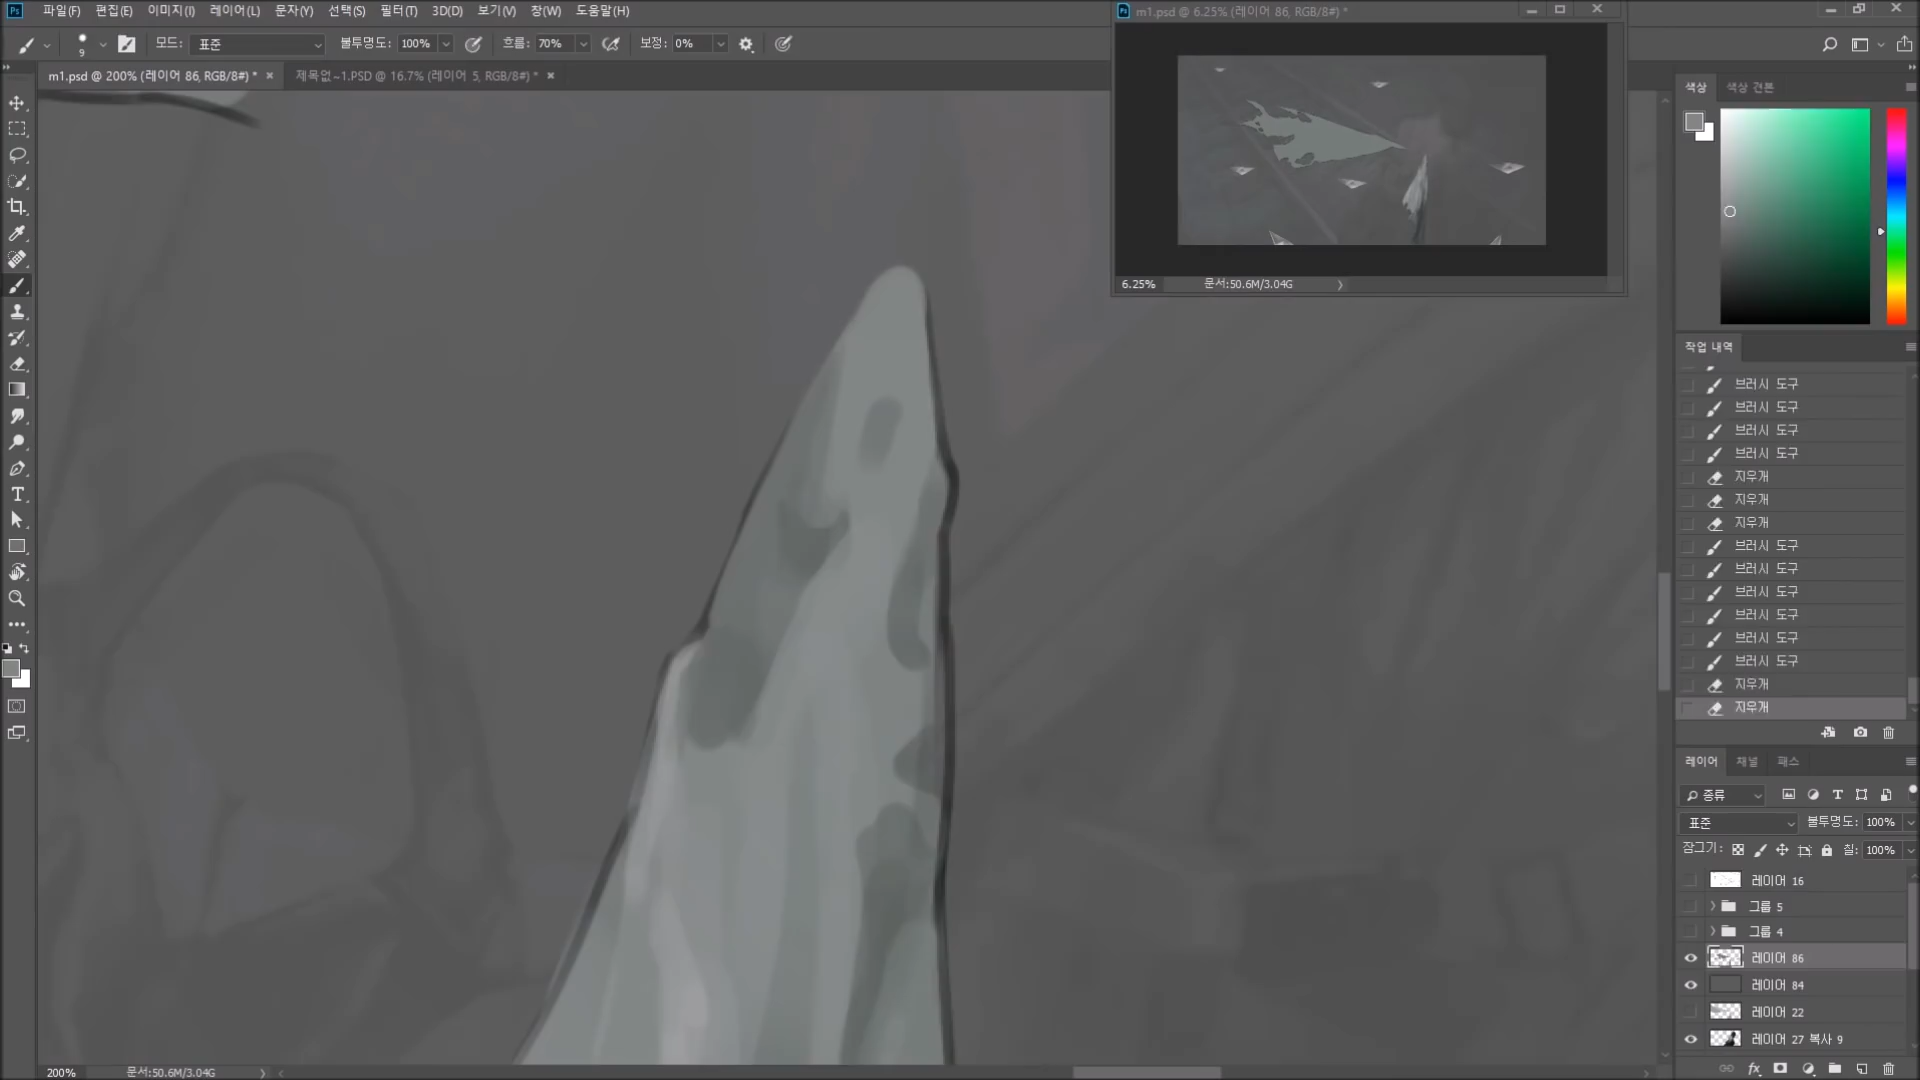 파일(F) 편집(E) 이미지(I) 레이어(L) 문자(Y) 선택(S) 필터(T) 3D(D) 보기(V) 창(W) 도움말(H)
Ps m1.psd @ 6.25% (레이어 86, RGB/8#) *
9 모드: 표준 불투명도: 100% 흐름: 70% 보정: 0%
m1.psd @ 200% (레이어 86, RGB/8#) * 제목없~1.PSD @ 16.7% (레이어 5, RGB/8#) *
6.25% 문서:50.6M/3.04G
색상 색상 견본
작업 내역
브러시 도구
브러시 도구
브러시 도구
브러시 도구
지우개
지우개
지우개
브러시 도구
브러시 도구
브러시 도구
브러시 도구
브러시 도구
브러시 도구
지우개
지우개
레이어 채널 패스
종류
표준 불투명도: 100%
잠그기: 칠: 100%
레이어 16
그룹 5
그룹 4
레이어 86
레이어 84
레이어 22
레이어 27 복사 9
fx
200% 문서:50.6M/3.04G